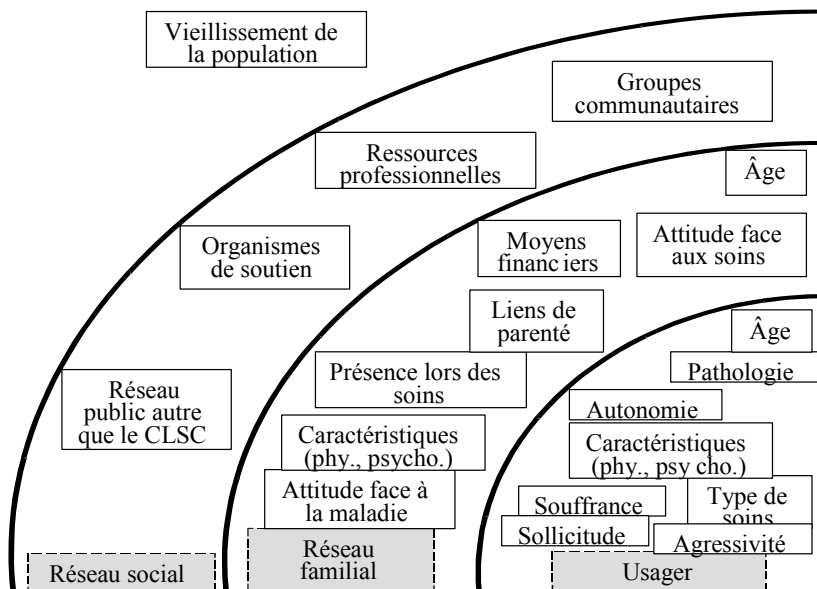 Vieillissement de
la population
Groupes
communautaires
Ressources
professionnelles
Âge
Organismes
de soutien
Moyens
financiers
Attitude face
aux soins
Liens de
parenté
Âge
Présence lors des
soins
Pathologie
Réseau
public autre
que le CLSC
Autonomie
Caractéristiques
(phy., psycho.)
Caractéristiques
(phy., psy cho.)
Attitude face à
la maladie
Souffrance
Type de
soins
Sollicitude
Agressivité
Réseau social
Réseau
familial
Usager